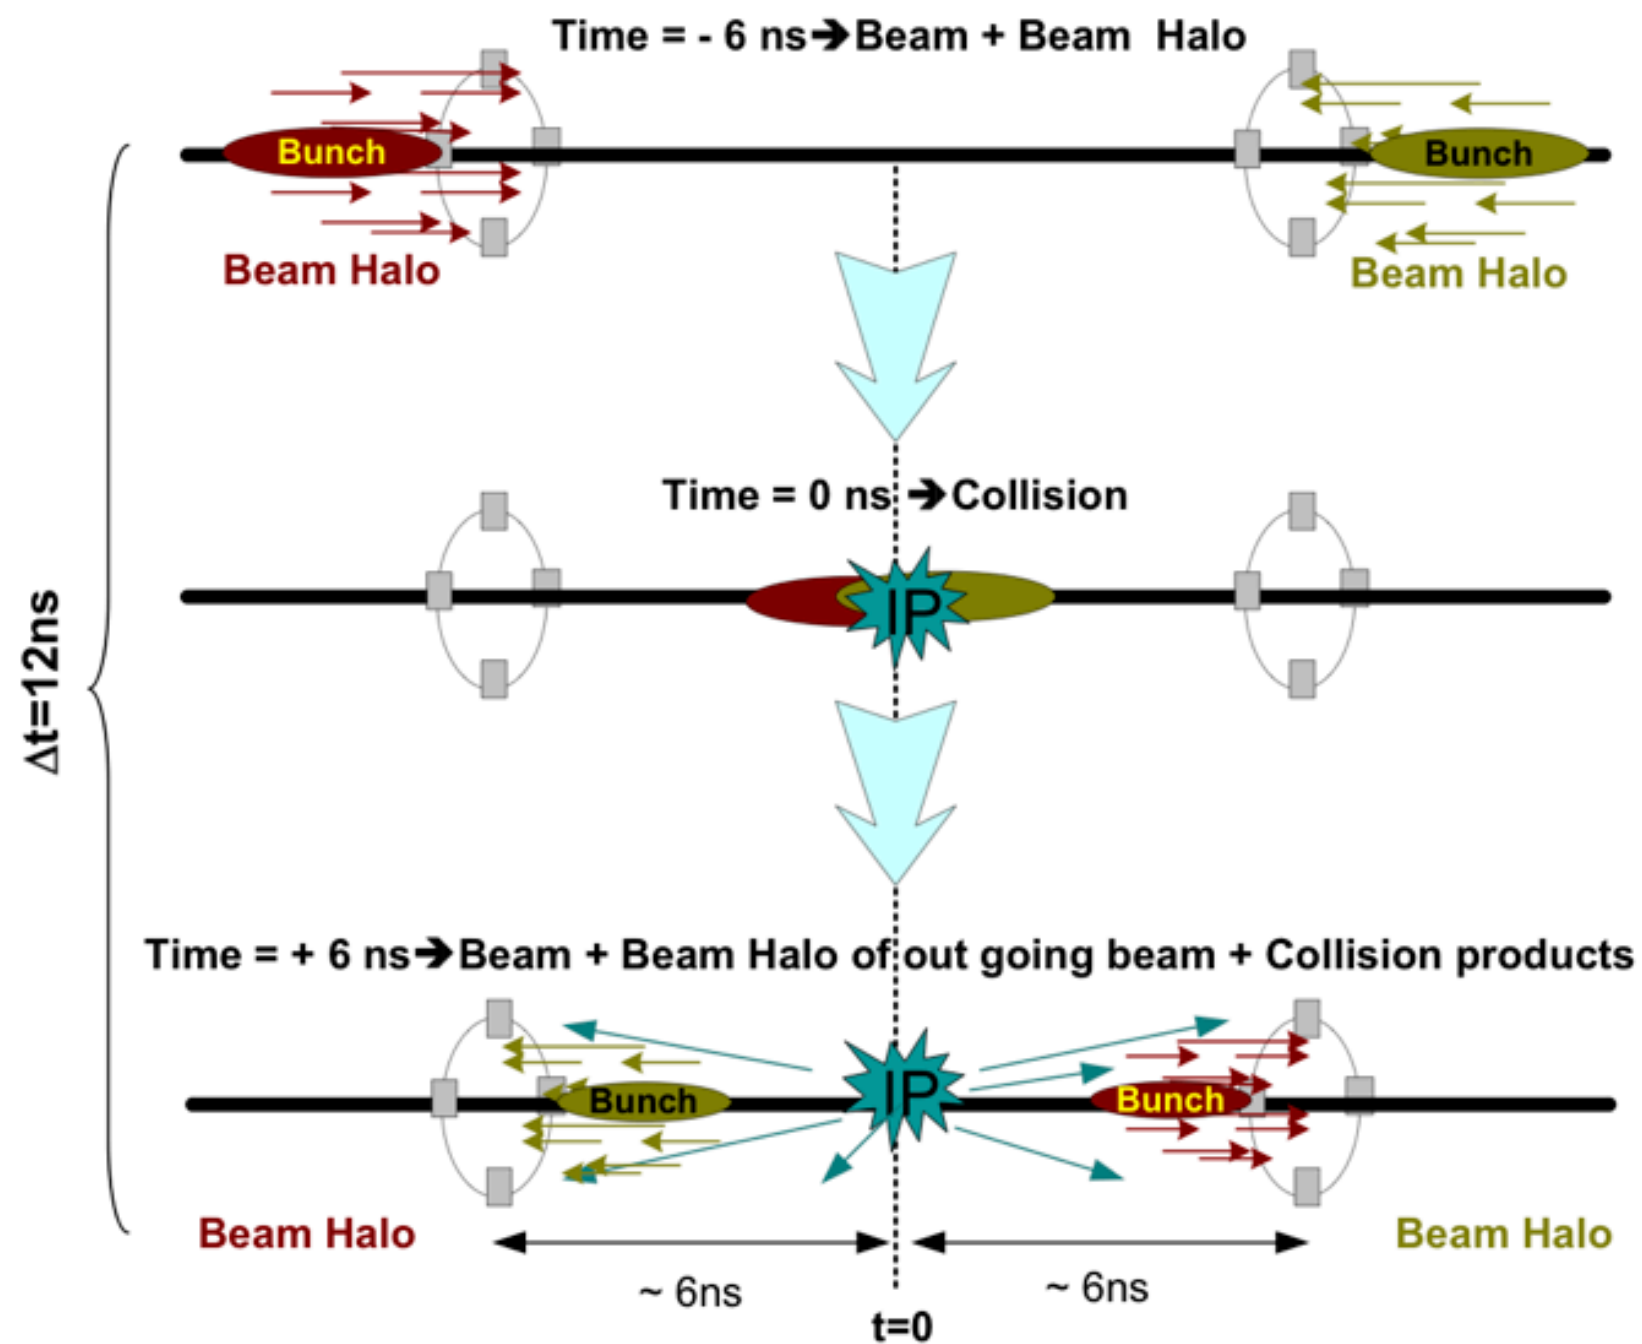 Time = - 6 ns➔Beam + Beam Halo
Bunch
Bunch
Beam Halo
Beam Halo
Time = 0 ns ➔Collision
IP
Δt=12ns
Time = + 6 ns➔Beam + Beam Halo of out going beam + Collision products
Bunch
IP
Bunch
Beam Halo
Beam Halo
~ 6ns
~ 6ns
t=0